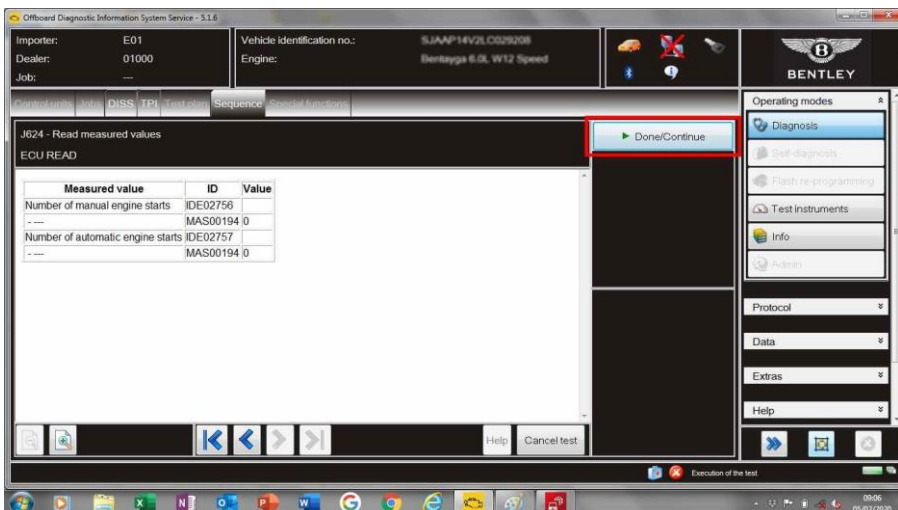 Offboard Diagnostic Information System Service - 5.1.6
Importer: E01
Dealer: 01000
Job: ---
Vehicle identification no.: SJAAP14V2LC029208
Engine: Bentayga 6.0L W12 Speed
BENTLEY
Control units Jobs DISS TPI Test plan Sequence Special functions
J624 - Read measured values
ECU READ
Done/Continue
Measured value ID Value
Number of manual engine starts IDE02756
- --- MAS00194 0
Number of automatic engine starts IDE02757
- --- MAS00194 0
Operating modes
Diagnosis
Self-diagnosis
Flash re-programming
Test instruments
Info
Admin
Protocol
Data
Extras
Help
Help Cancel test
Execution of the test
09:06
05/02/2020